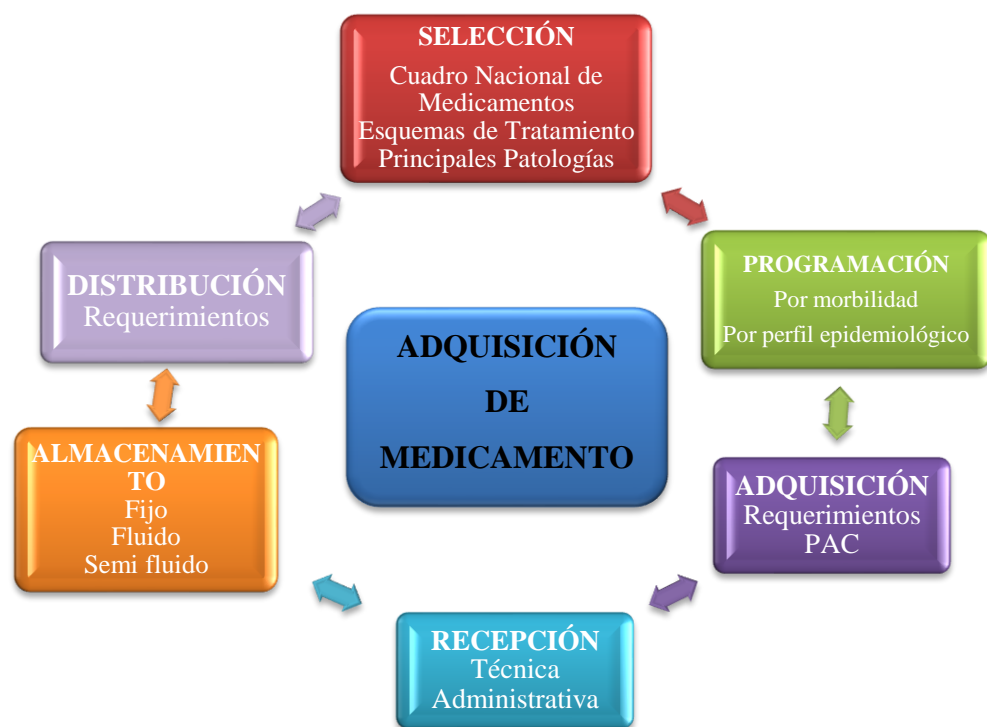 SELECCIÓN
Cuadro Nacional de
Medicamentos
Esquemas de Tratamiento
Principales Patologías
DISTRIBUCIÓN
Requerimientos
PROGRAMACIÓN
Por morbilidad
Por perfil epidemiológico
ADQUISICIÓN
DE
MEDICAMENTO
ALMACENAMIEN
TO
Fijo
Fluido
Semi fluido
ADQUISICIÓN
Requerimientos
PAC
RECEPCIÓN
Técnica
Administrativa